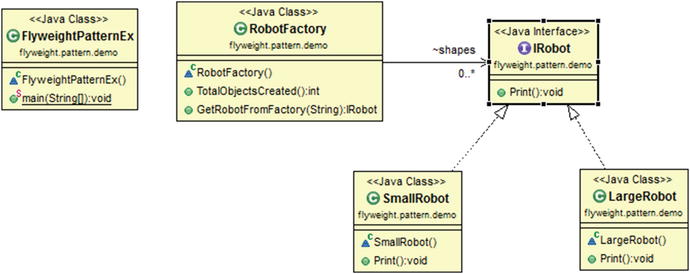 <<Java Class>>
FlyweightPatternEx
flyweight.pattern.demo
FlyweightPatternEx()
main(String[]):void
<<Java Class>>
RobotFactory
flyweight.pattern.demo
RobotFactory()
TotalObjectsCreated():int
GetRobotFromFactory(String):IRobot
~shapes
0..*
<<Java Interface>>
IRobot
flyweight.pattern.demo
Print():void
<<Java Class>>
SmallRobot
flyweight.pattern.demo
SmallRobot()
Print():void
<<Java Class>>
LargeRobot
flyweight.pattern.demo
LargeRobot()
Print():void